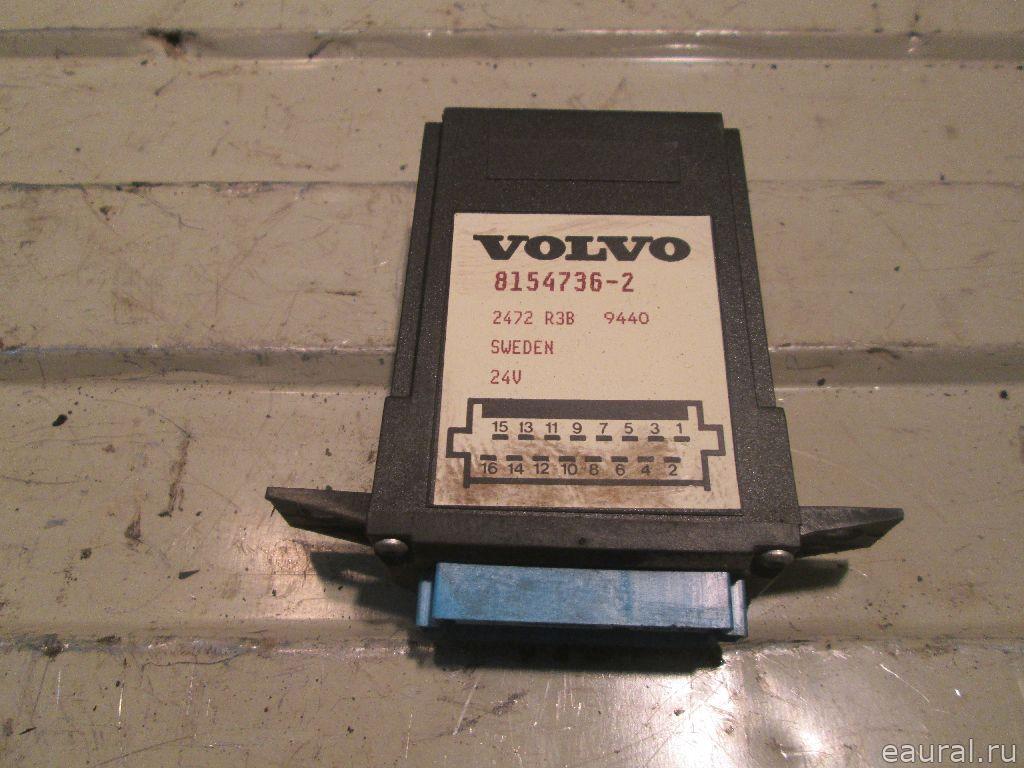 VOLVO
8154736-2
2472 R3B 9440
SWEDEN
24V
15 13 11 9 7 5 3 1
16 14 12 10 8 6 4 2
eaural.ru